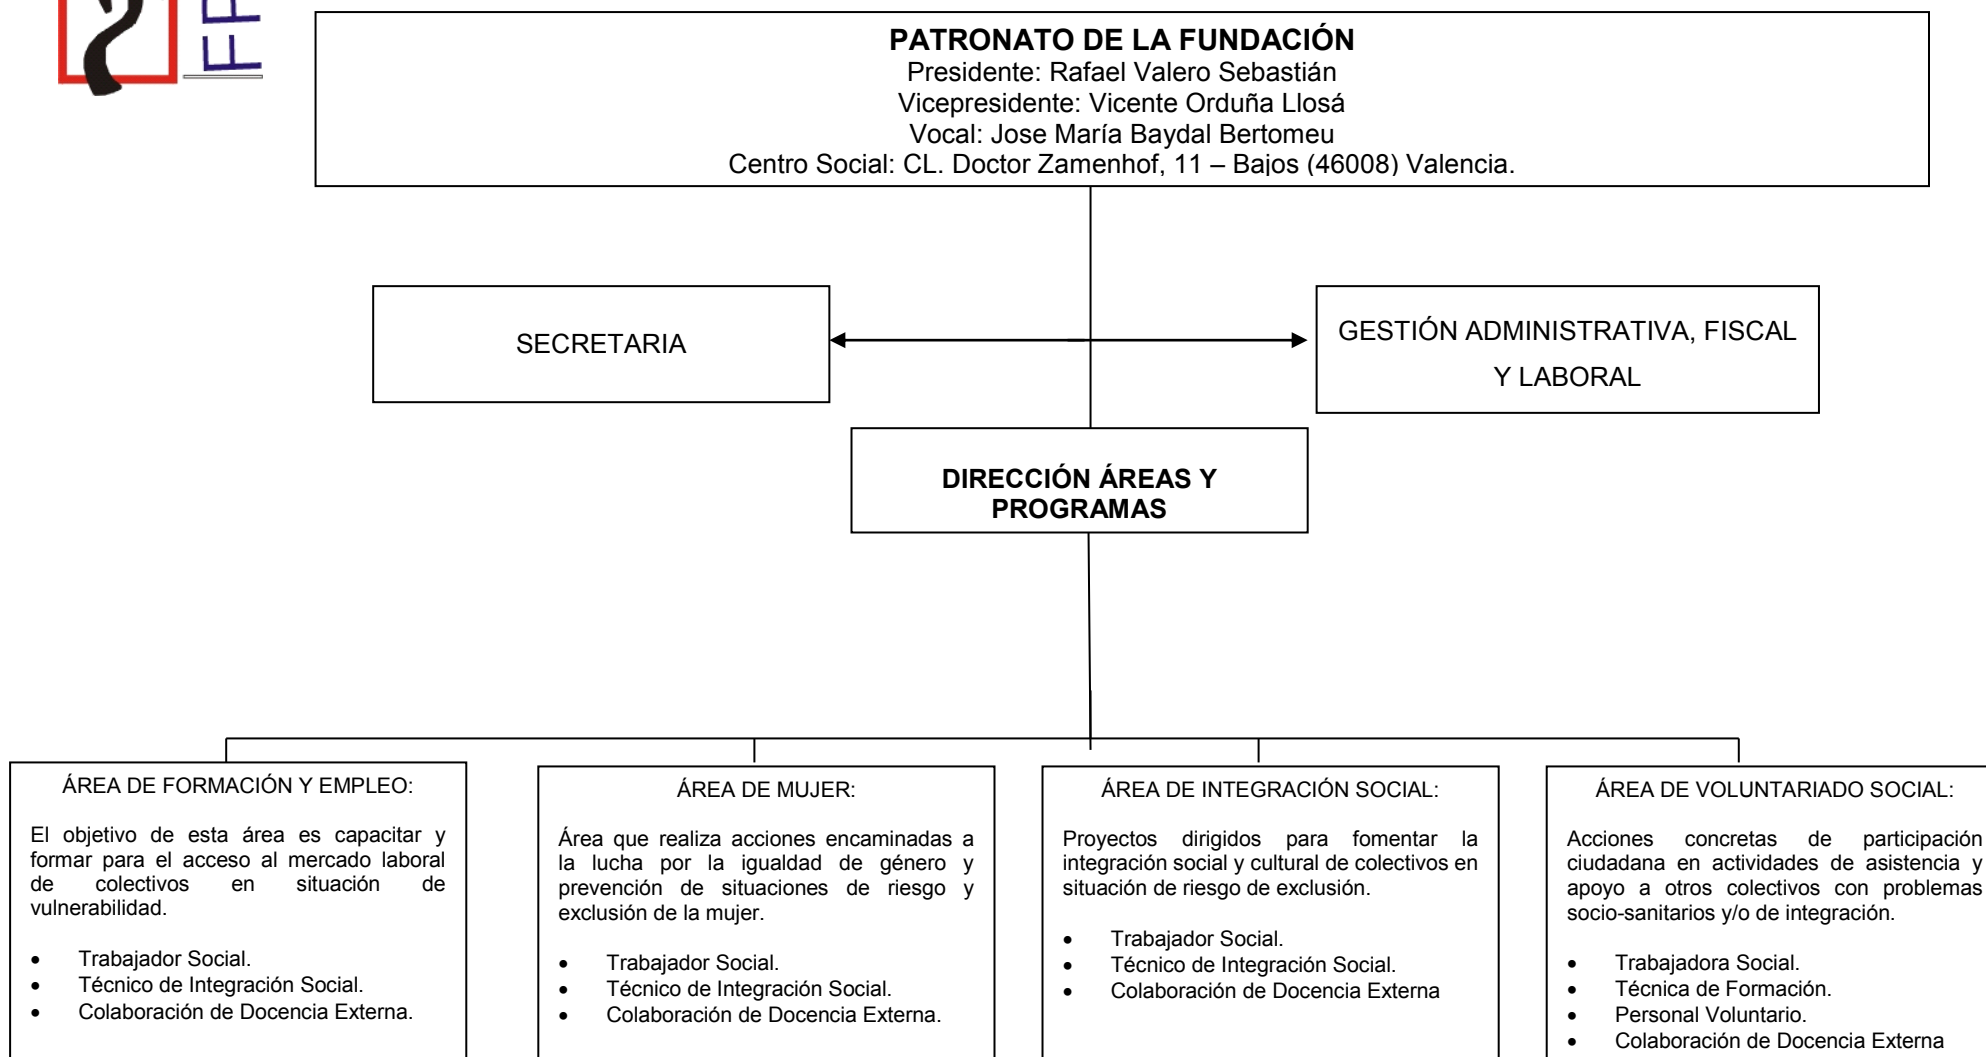 FP
PATRONATO DE LA FUNDACIÓN
Presidente: Rafael Valero Sebastián
Vicepresidente: Vicente Orduña Llosá
Vocal: Jose María Baydal Bertomeu
Centro Social: CL. Doctor Zamenhof, 11 – Bajos (46008) Valencia.
SECRETARIA
GESTIÓN ADMINISTRATIVA, FISCAL
Y LABORAL
DIRECCIÓN ÁREAS Y
PROGRAMAS
ÁREA DE FORMACIÓN Y EMPLEO:
El objetivo de esta área es capacitar y
formar para el acceso al mercado laboral
de colectivos en situación de
vulnerabilidad.
• Trabajador Social.
• Técnico de Integración Social.
• Colaboración de Docencia Externa.
ÁREA DE MUJER:
Área que realiza acciones encaminadas a
la lucha por la igualdad de género y
prevención de situaciones de riesgo y
exclusión de la mujer.
• Trabajador Social.
• Técnico de Integración Social.
• Colaboración de Docencia Externa.
ÁREA DE INTEGRACIÓN SOCIAL:
Proyectos dirigidos para fomentar la
integración social y cultural de colectivos en
situación de riesgo de exclusión.
• Trabajador Social.
• Técnico de Integración Social.
• Colaboración de Docencia Externa
ÁREA DE VOLUNTARIADO SOCIAL:
Acciones concretas de participación
ciudadana en actividades de asistencia y
apoyo a otros colectivos con problemas
socio-sanitarios y/o de integración.
• Trabajadora Social.
• Técnica de Formación.
• Personal Voluntario.
• Colaboración de Docencia Externa